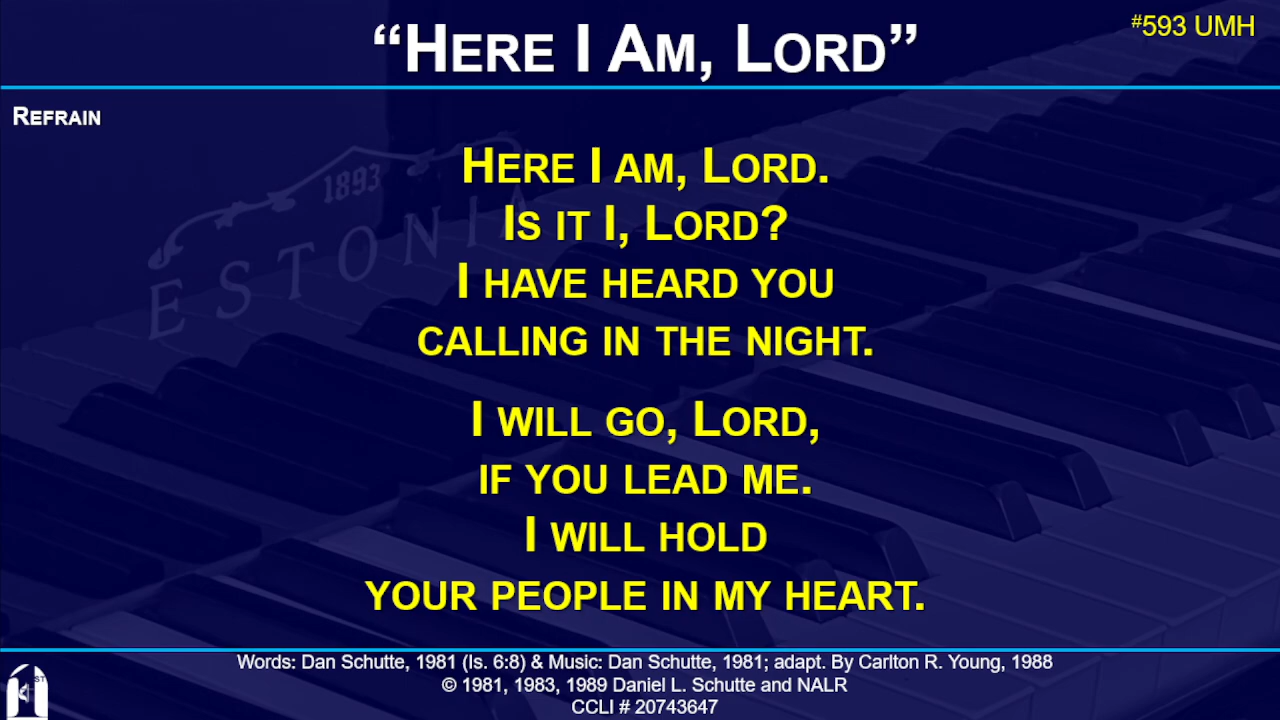 “Here I Am, Lord”
#593 UMH
Refrain
1893
ESTONIA
Here I am, Lord.
Is it I, Lord?
I have heard you
calling in the night.
I will go, Lord,
if you lead me.
I will hold
your people in my heart.
Words: Dan Schutte, 1981 (Is. 6:8) & Music: Dan Schutte, 1981; adapt. By Carlton R. Young, 1988
© 1981, 1983, 1989 Daniel L. Schutte and NALR
CCLI # 20743647
ST